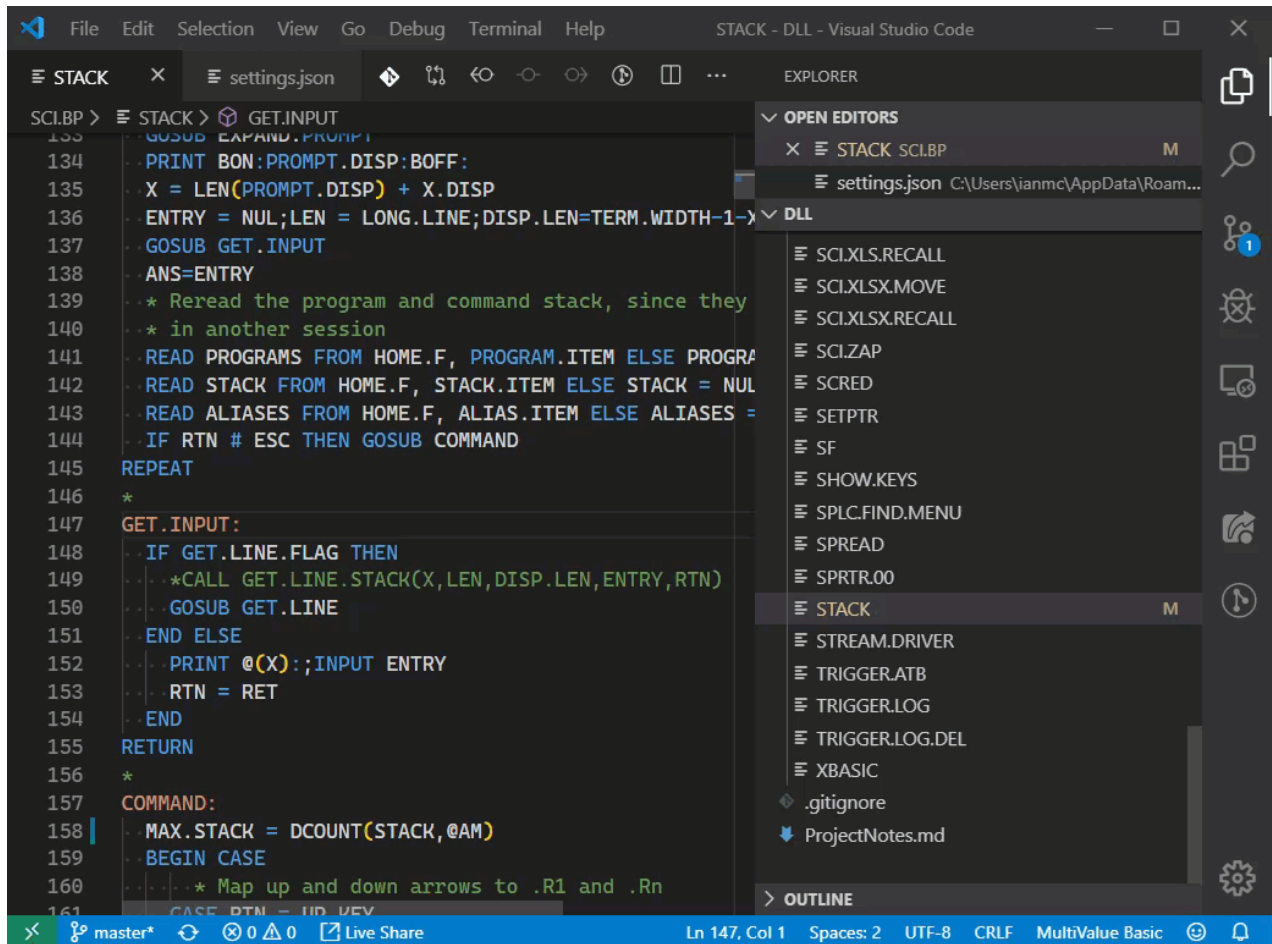 File Edit Selection View Go Debug Terminal Help STACK - DLL - Visual Studio Code
STACK settings.json
SCI.BP > STACK > GET.INPUT
133 GOSUB EXPAND.PROMPT
134 PRINT BON:PROMPT.DISP:BOFF:
135 X = LEN(PROMPT.DISP) + X.DISP
136 ENTRY = NUL;LEN = LONG.LINE;DISP.LEN=TERM.WIDTH-1-X
137 GOSUB GET.INPUT
138 ANS=ENTRY
139 * Reread the program and command stack, since they
140 * in another session
141 READ PROGRAMS FROM HOME.F, PROGRAM.ITEM ELSE PROGRA
142 READ STACK FROM HOME.F, STACK.ITEM ELSE STACK = NUL
143 READ ALIASES FROM HOME.F, ALIAS.ITEM ELSE ALIASES =
144 IF RTN # ESC THEN GOSUB COMMAND
145 REPEAT
146 *
147 GET.INPUT:
148 IF GET.LINE.FLAG THEN
149 *CALL GET.LINE.STACK(X,LEN,DISP.LEN,ENTRY,RTN)
150 GOSUB GET.LINE
151 END ELSE
152 PRINT @(X):;INPUT ENTRY
153 RTN = RET
154 END
155 RETURN
156 *
157 COMMAND:
158 MAX.STACK = DCOUNT(STACK,@AM)
159 BEGIN CASE
160 * Map up and down arrows to .R1 and .Rn
161 CASE RTN = UP.KEY
EXPLORER
OPEN EDITORS
STACK SCI.BP M
settings.json C:\Users\ianmc\AppData\Roam...
DLL
SCI.XLS.RECALL
SCI.XLSX.MOVE
SCI.XLSX.RECALL
SCI.ZAP
SCRED
SETPTR
SF
SHOW.KEYS
SPLC.FIND.MENU
SPREAD
SPRTR.00
STACK M
STREAM.DRIVER
TRIGGER.ATB
TRIGGER.LOG
TRIGGER.LOG.DEL
XBASIC
.gitignore
ProjectNotes.md
OUTLINE
1
master* 0 0 Live Share Ln 147, Col 1 Spaces: 2 UTF-8 CRLF MultiValue Basic